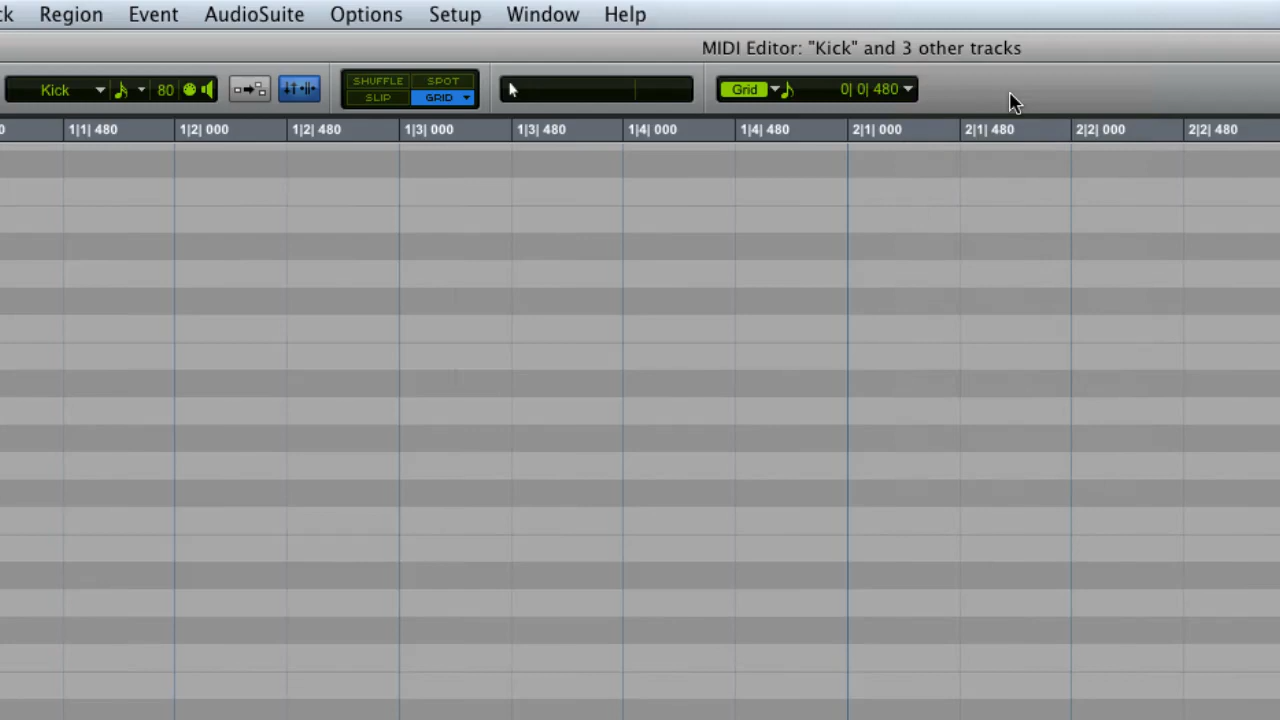 ck Region Event AudioSuite Options Setup Window Help
MIDI Editor: "Kick" and 3 other tracks
Kick 80 SHUFFLE SPOT Grid 0| 0| 480
SLIP GRID
0 1|1| 480 1|2| 000 1|2| 480 1|3| 000 1|3| 480 1|4| 000 1|4| 480 2|1| 000 2|1| 480 2|2| 000 2|2| 480